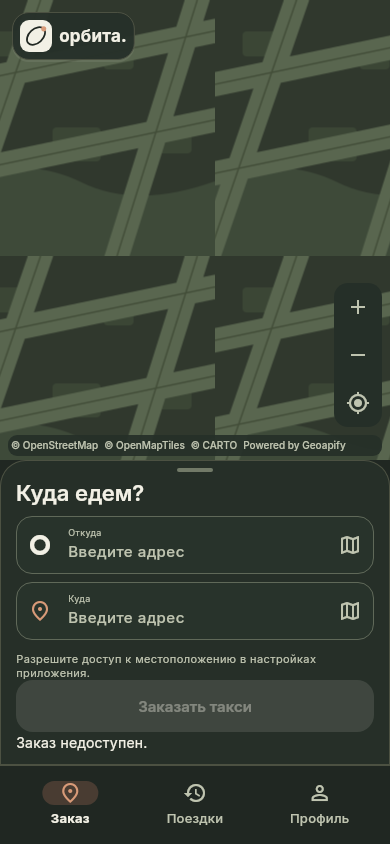 орбита.
© OpenStreetMap © OpenMapTiles © CARTO Powered by Geoapify
Куда едем?
Откуда
Введите адрес
Куда
Введите адрес
Разрешите доступ к местоположению в настройках
приложения.
Заказать такси
Заказ недоступен.
Заказ Поездки Профиль